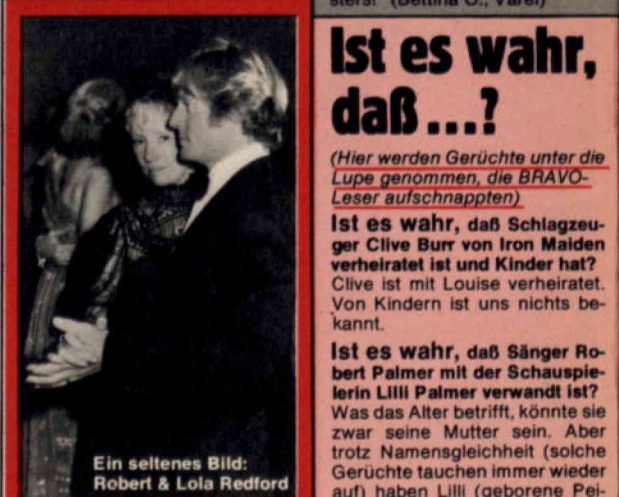 sters! (Bettina O., Varel)
Ist es wahr,
daß...?
(Hier werden Gerüchte unter die
Lupe genommen, die BRAVO-
Leser aufschnappten)
Ist es wahr, daß Schlagzeu-
ger Clive Burr von Iron Maiden
verheiratet ist und Kinder hat?
Clive ist mit Louise verheiratet.
Von Kindern ist uns nichts be-
kannt.
Ist es wahr, daß Sänger Ro-
bert Palmer mit der Schauspie-
lerin Lilli Palmer verwandt ist?
Was das Alter betrifft, könnte sie
zwar seine Mutter sein. Aber
trotz Namensgleichheit (solche
Gerüchte tauchen immer wieder
auf) haben Lilli (geborene Pei-
Ein seltenes Bild:
Robert & Lola Redford